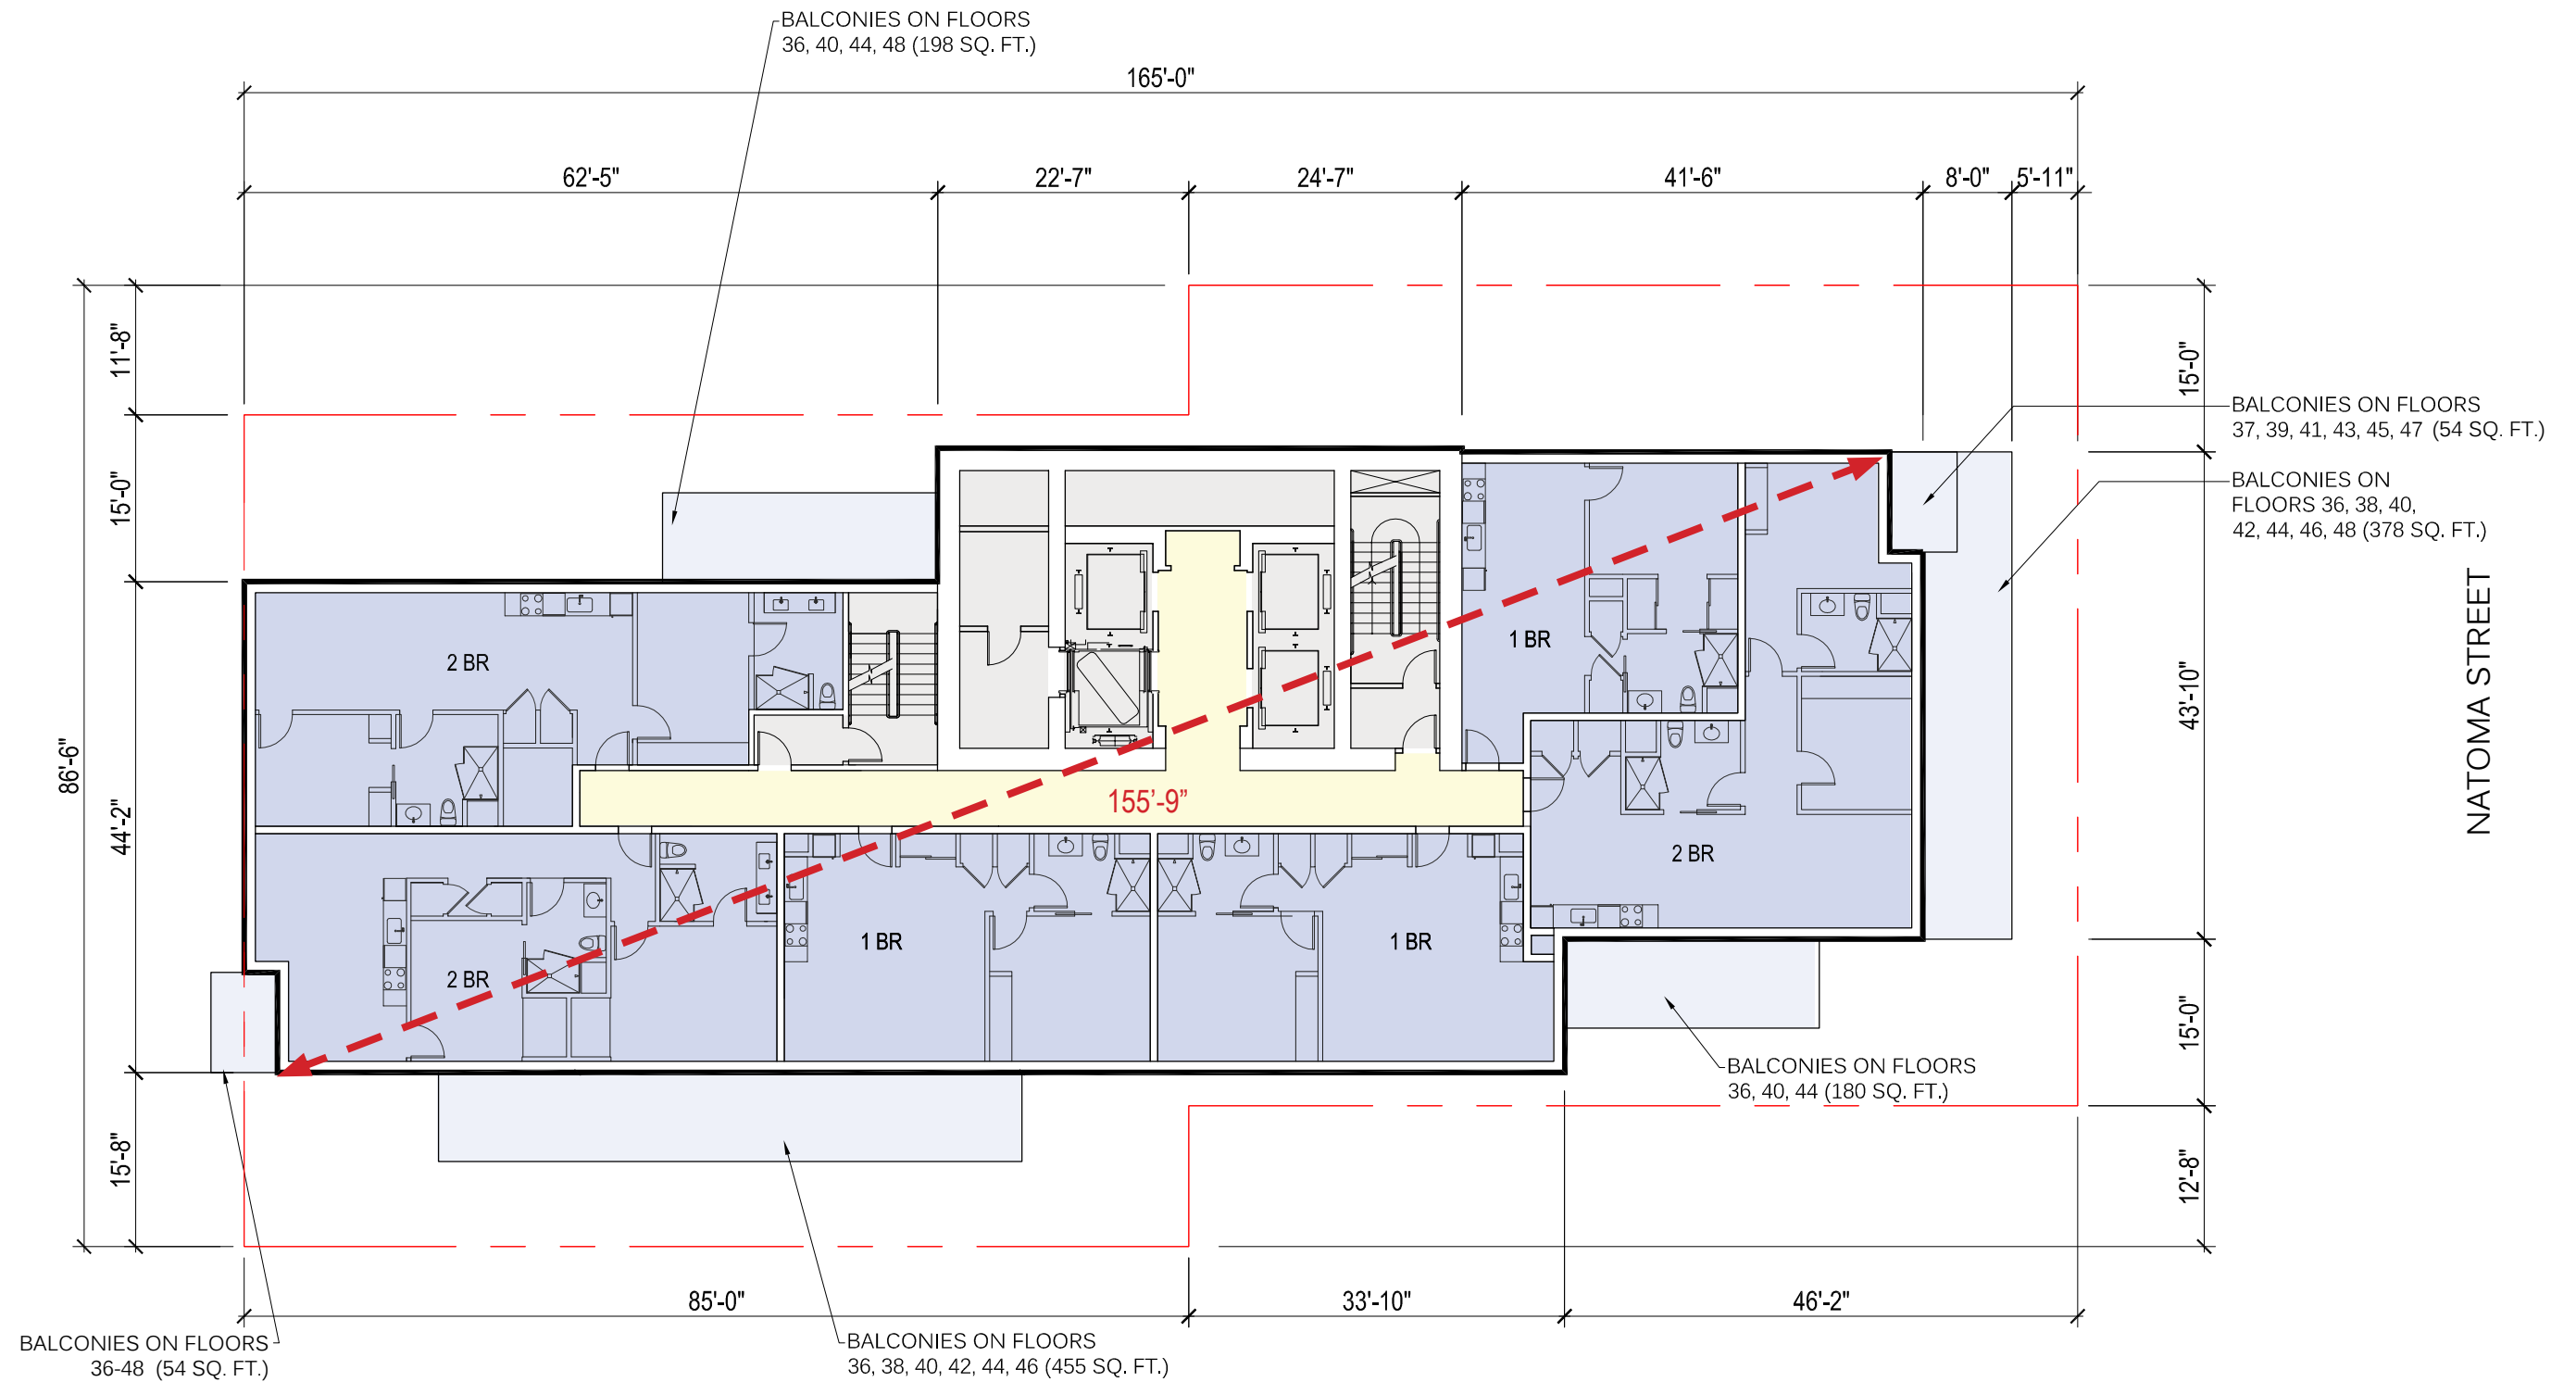 BALCONIES ON FLOORS
36, 40, 44, 48 (198 SQ. FT.)
165'-0"
62'-5"
22'-7"
24'-7"
41'-6"
8'-0"
5'-11"
11'-8"
15'-0"
86'-6"
44'-2"
15'-8"
15'-0"
43'-10"
15'-0"
12'-8"
BALCONIES ON FLOORS
37, 39, 41, 43, 45, 47 (54 SQ. FT.)
BALCONIES ON
FLOORS 36, 38, 40,
42, 44, 46, 48 (378 SQ. FT.)
NATOMA STREET
2 BR
1 BR
155'-9”
2 BR
2 BR
1 BR
1 BR
BALCONIES ON FLOORS
36, 40, 44 (180 SQ. FT.)
85'-0"
33'-10"
46'-2"
BALCONIES ON FLOORS
36-48 (54 SQ. FT.)
BALCONIES ON FLOORS
36, 38, 40, 42, 44, 46 (455 SQ. FT.)